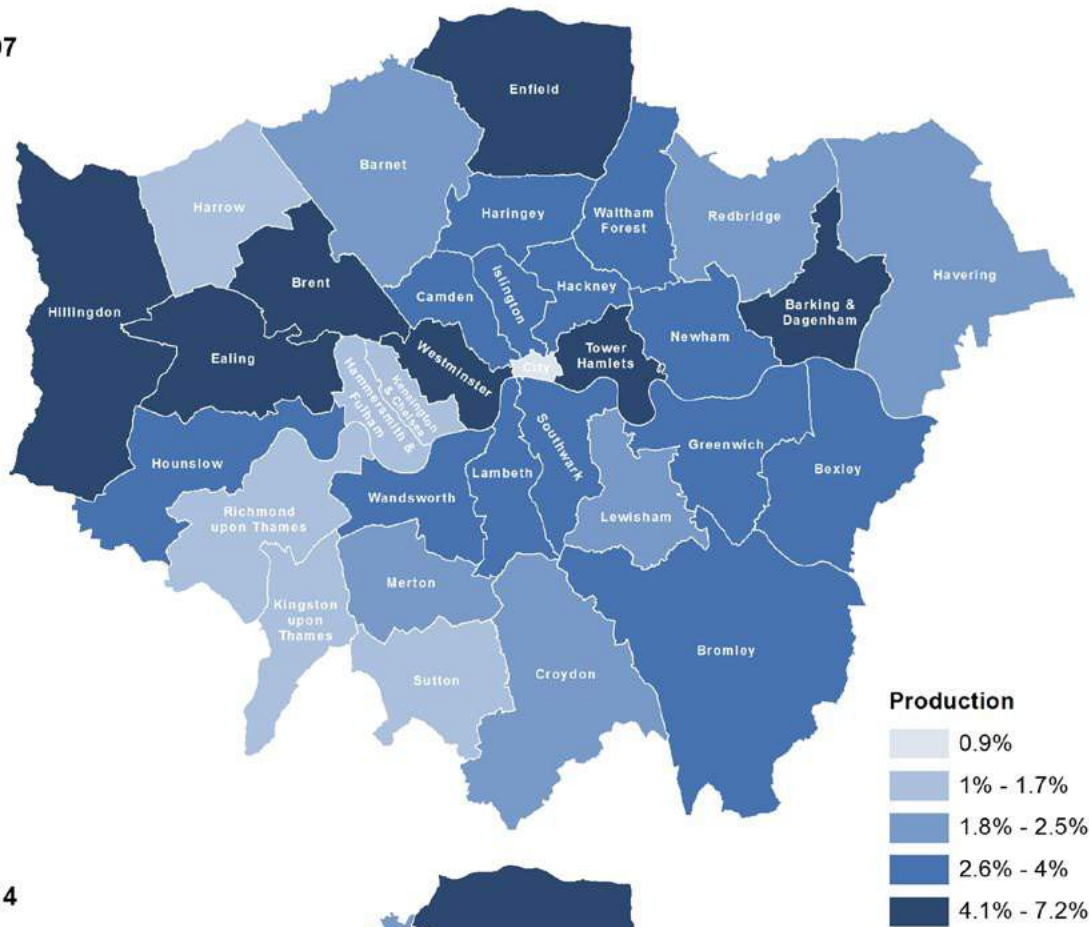 97
Enfield
Barnet
Harrow
Haringey
Waltham
Forest
Redbridge
Havering
Hillingdon
Brent
Camden
Islington
Hackney
Barking &
Dagenham
Ealing
Newham
Westminster
City
Tower
Hamlets
Kensington
& Chelsea
Hammersmith &
Fulham
Hounslow
Southwark
Greenwich
Bexley
Lambeth
Wandsworth
Richmond
upon Thames
Lewisham
Merton
Kingston
upon
Thames
Bromley
Sutton
Croydon
Production
0.9%
1% - 1.7%
1.8% - 2.5%
2.6% - 4%
4.1% - 7.2%
4